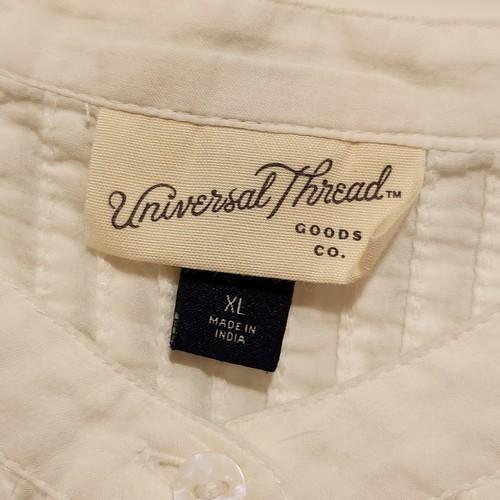 Universal Thread™
GOODS
CO.
XL
MADE IN
INDIA